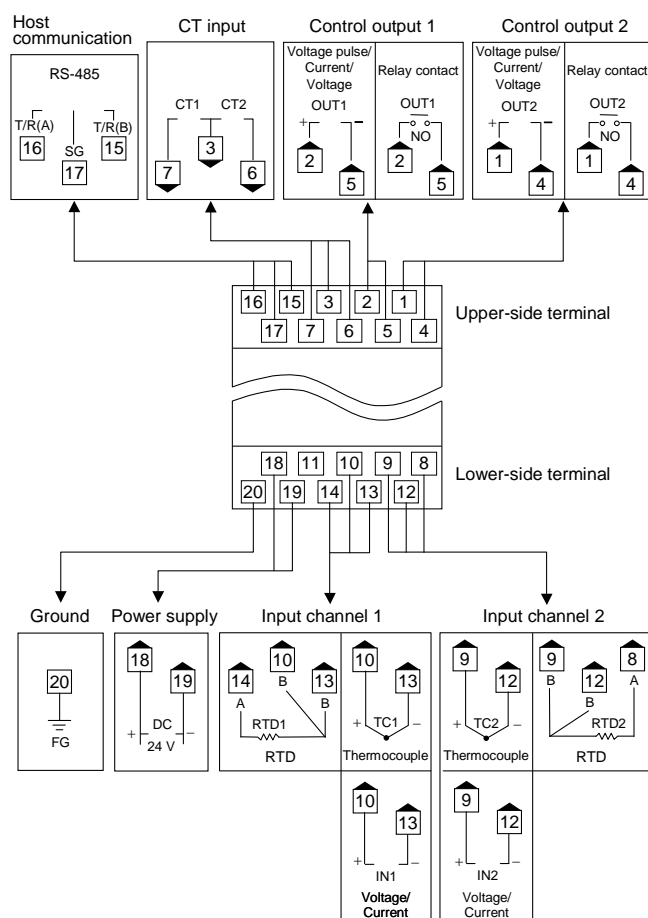 Host
communication
CT input
Control output 1
Control output 2
RS-485
T/R(A)
T/R(B)
16
SG
15
17
CT1 CT2
7
3
6
Voltage pulse/
Current/
Voltage
OUT1
+ −
2
5
Relay contact
OUT1
NO
2
5
Voltage pulse/
Current/
Voltage
OUT2
+ −
1
4
Relay contact
OUT2
NO
1
4
16 15 3 2 1
17 7 6 5 4
Upper-side terminal
18 11 10 9 8
20 19 14 13 12
Lower-side terminal
Ground
Power supply
Input channel 1
Input channel 2
20
FG
18
19
+ DC −
24 V
14
10
13
A
B
B
RTD1
RTD
10
13
+ TC1 −
Thermocouple
9
12
+ TC2 −
Thermocouple
9
12
8
B
B
A
RTD2
RTD
10
13
+ −
IN1
Voltage/
Current
9
12
+ −
IN2
Voltage/
Current